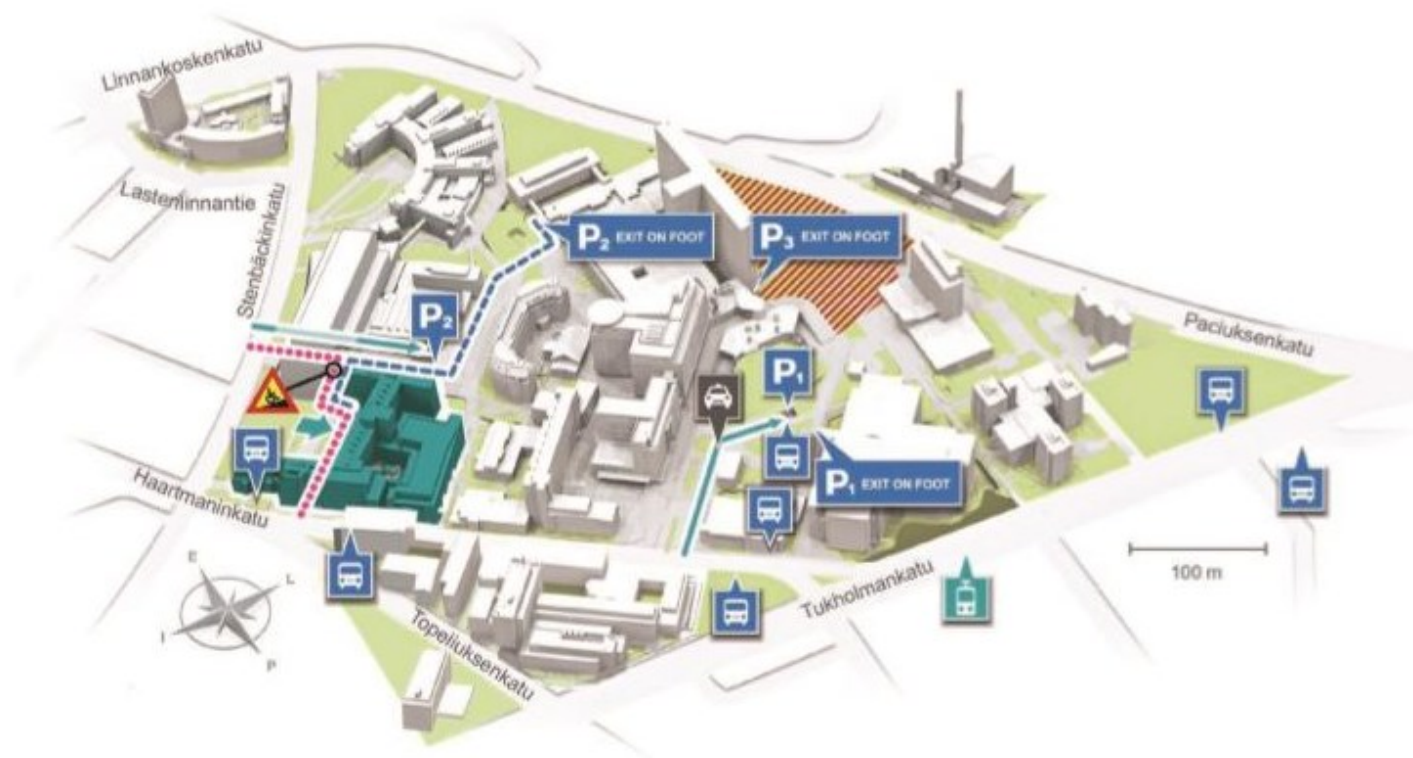 Linnankoskenkatu
Lastenlinnantie
Stenbäckinkatu
P2 EXIT ON FOOT
P3 EXIT ON FOOT
P2
Paciuksenkatu
P1
P1 EXIT ON FOOT
Haartmaninkatu
100 m
E
L
I
P
Tukholmankatu
Topeliuksenkatu